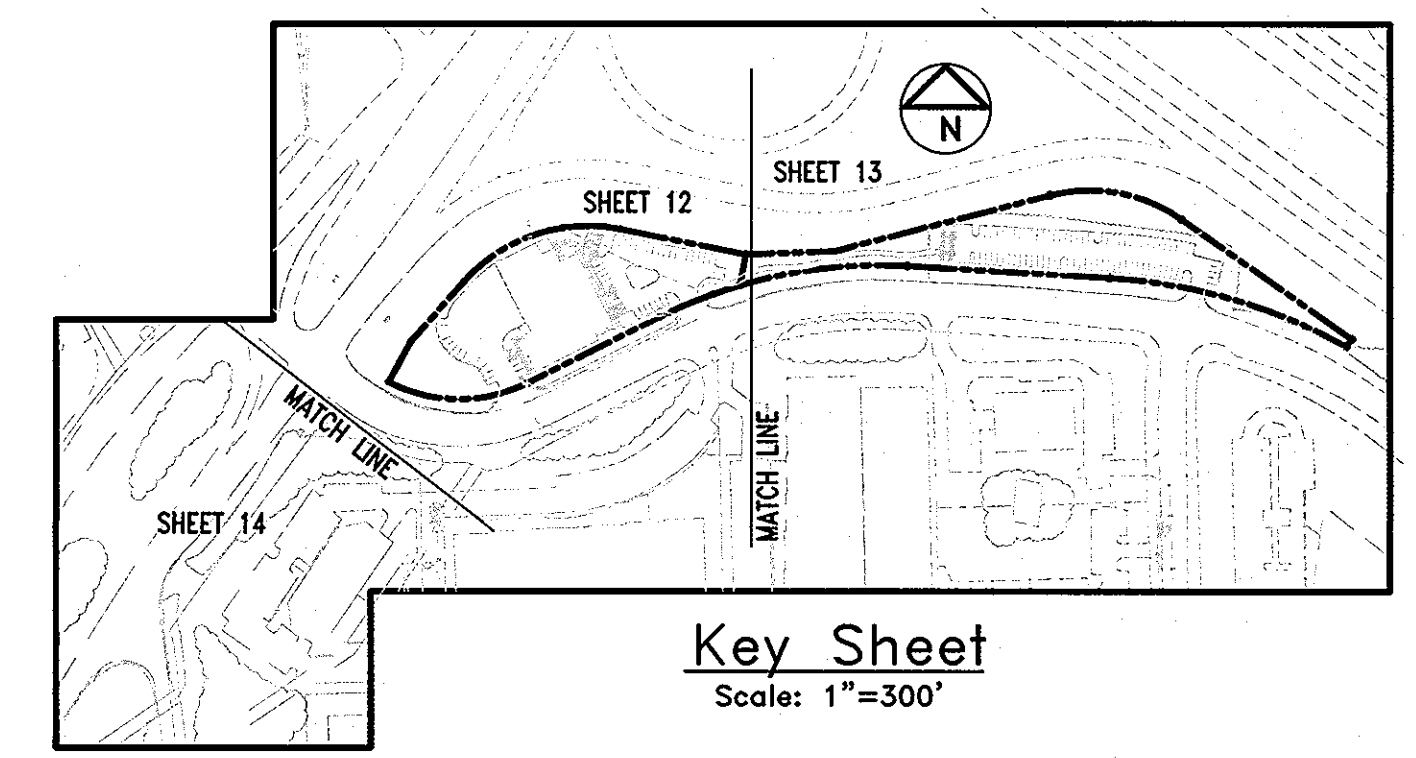 N
SHEET 13
SHEET 12
MATCH LINE
MATCH LINE
SHEET 14
Key Sheet
Scale: 1"=300'